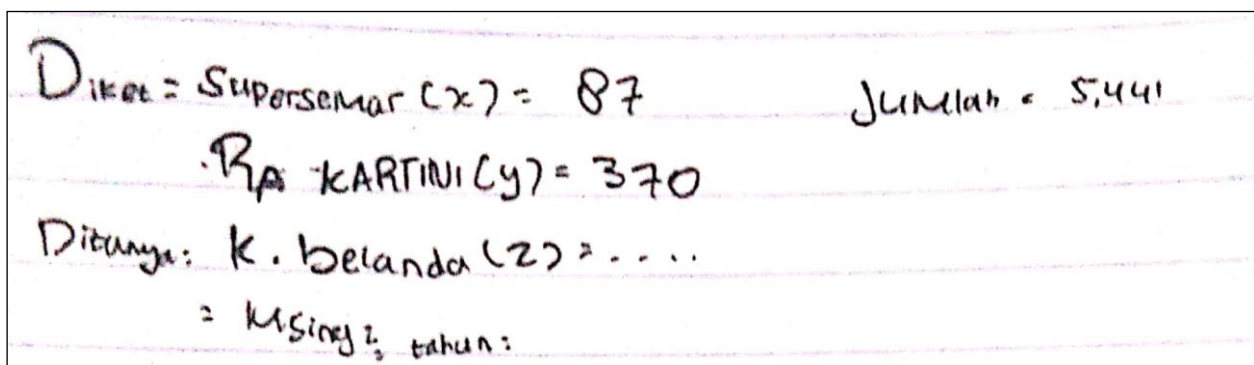 Diket = Supersemar (x) = 87 Jumlah = 5.441
RA KARTINI (y) = 370
Ditanya: K. belanda (z) = ....
= Msing2 tahun: